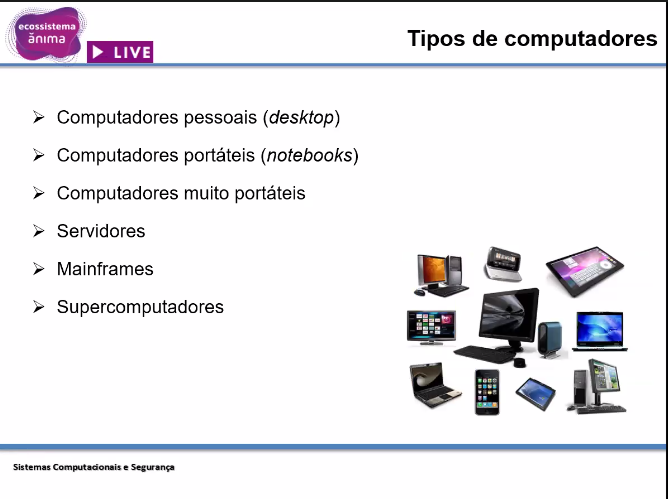 ecossistema
ănima
LIVE
Tipos de computadores
Computadores pessoais (desktop)
Computadores portáteis (notebooks)
Computadores muito portáteis
Servidores
Mainframes
Supercomputadores
Sistemas Computacionais e Segurança